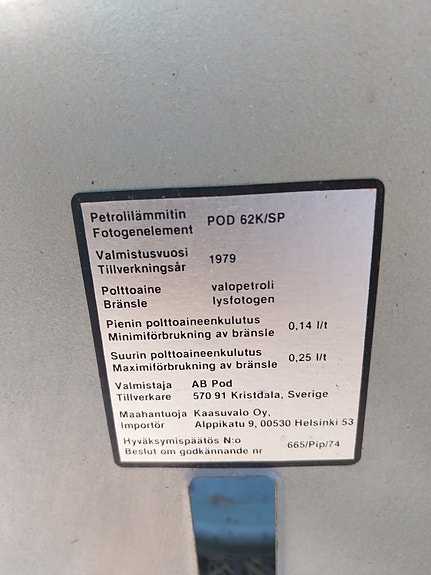 Petrolilämmitin
Fotogenelement POD 62K/SP
Valmistusvuosi
Tillverkningsår 1979
Polttoaine valopetroli
Bränsle lysfotogen
Pienin polttoaineenkulutus
Minimiförbrukning av bränsle 0,14 l/t
Suurin polttoaineenkulutus
Maximiförbrukning av bränsle 0,25 l/t
Valmistaja AB Pod
Tillverkare 570 91 Kristdala, Sverige
Maahantuoja Kaasuvalo Oy,
Importör Alppikatu 9, 00530 Helsinki 53
Hyväksymispäätös N:o
Beslut om godkännande nr 665/Pip/74